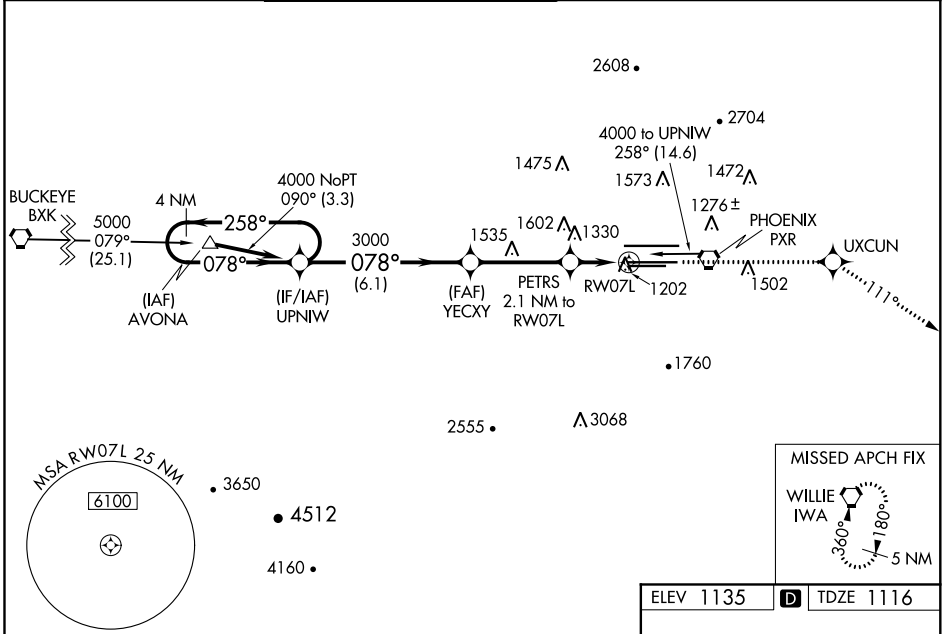 2608
2704
4000 to UPNIW
258° (14.6)
1475
1573
1472
BUCKEYE
BXK
5000
079°
(25.1)
4 NM
258°
4000 NoPT
090° (3.3)
078°
3000
078°
(6.1)
1535
1602
1330
1276±
PHOENIX
PXR
UXCUN
(IAF)
AVONA
(IF/IAF)
UPNIW
(FAF)
YECXY
PETRS
2.1 NM to
RW07L
RW07L
1202
1502
111°
1760
2555
3068
MSA RW07L 25 NM
6100
3650
4512
4160
MISSED APCH FIX
WILLIE
IWA
360°
180°
5 NM
ELEV 1135
D
TDZE 1116